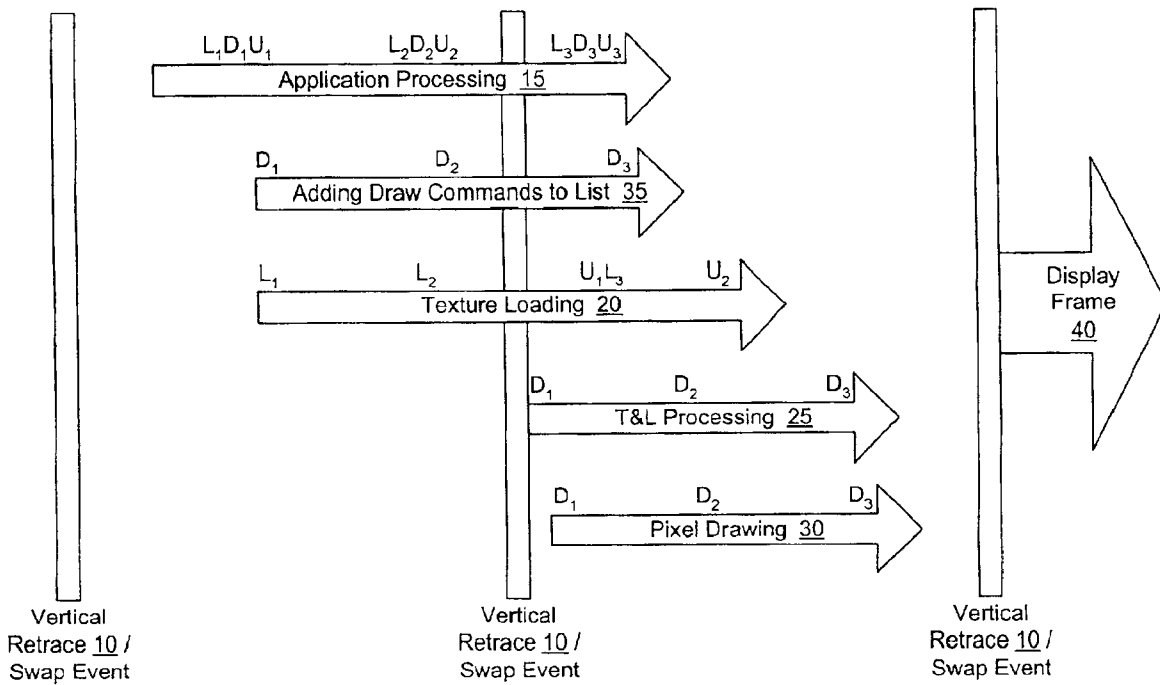 L₁D₁U₁ L₂D₂U₂ L₃D₃U₃
Application Processing 15
D₁ D₂ D₃
Adding Draw Commands to List 35
L₁ L₂ U₁L₃ U₂
Texture Loading 20
Display
Frame
40
D₁ D₂ D₃
T&L Processing 25
D₁ D₂ D₃
Pixel Drawing 30
Vertical
Retrace 10 /
Swap Event
Vertical
Retrace 10 /
Swap Event
Vertical
Retrace 10 /
Swap Event